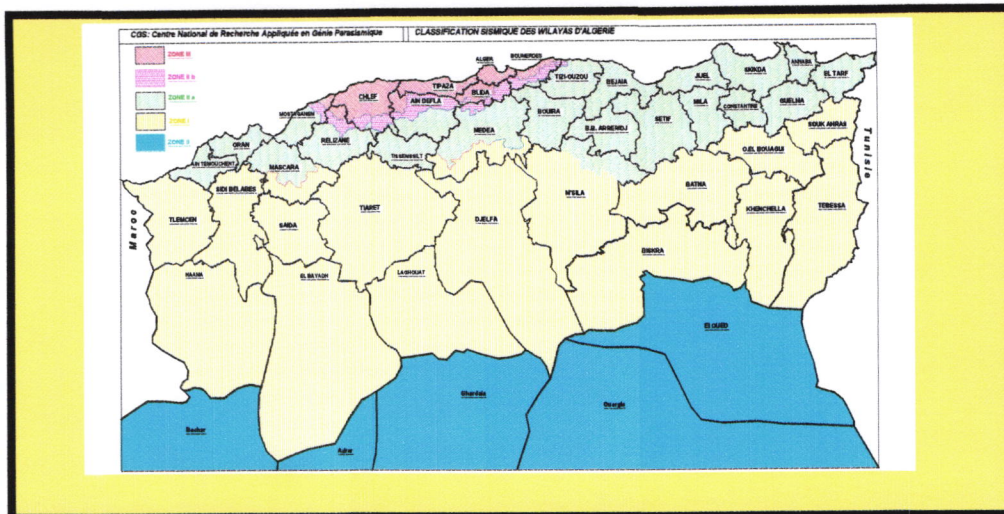 CGS: Centre National de Recherche Appliquée en Génie Parasismique
CLASSIFICATION SISMIQUE DES WILAYAS D'ALGERIE
ZONE III
ZONE II b
ZONE II a
ZONE I
ZONE 0
ALGER
BOUMERDES
TIZI-OUZOU
BEJAIA
JIJEL
SKIKDA
ANNABA
EL TARF
CHLEF
TIPAZA
BLIDA
AIN DEFLA
BOUIRA
MILA
CONSTANTINE
GUELMA
MOSTAGANEM
RELIZANE
MEDEA
B.B. ARRERIDJ
SETIF
SOUK AHRAS
ORAN
AIN TEMOUCHENT
MASCARA
TISSEMSILT
O.EL BOUAGUI
SIDI BELABES
M'SILA
BATNA
KHENCHELLA
TEBESSA
TLEMCEN
SAIDA
TIARET
DJELFA
BISKRA
NAAMA
EL BAYADH
LAGHOUAT
El OUED
Ghardaia
Ouargla
Bechar
Adrar
Maroc
Tunisie